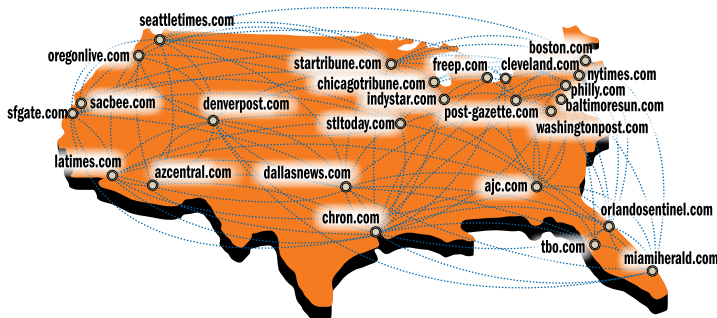 seattletimes.com
oregonlive.com
boston.com
startribune.com
freep.com
cleveland.com
nytimes.com
chicagotribune.com
philly.com
indystar.com
baltimoresun.com
sacbee.com
denverpost.com
sfgate.com
post-gazette.com
stltoday.com
washingtonpost.com
latimes.com
azcentral.com
dallasnews.com
ajc.com
chron.com
orlandosentinel.com
tbo.com
miamiherald.com